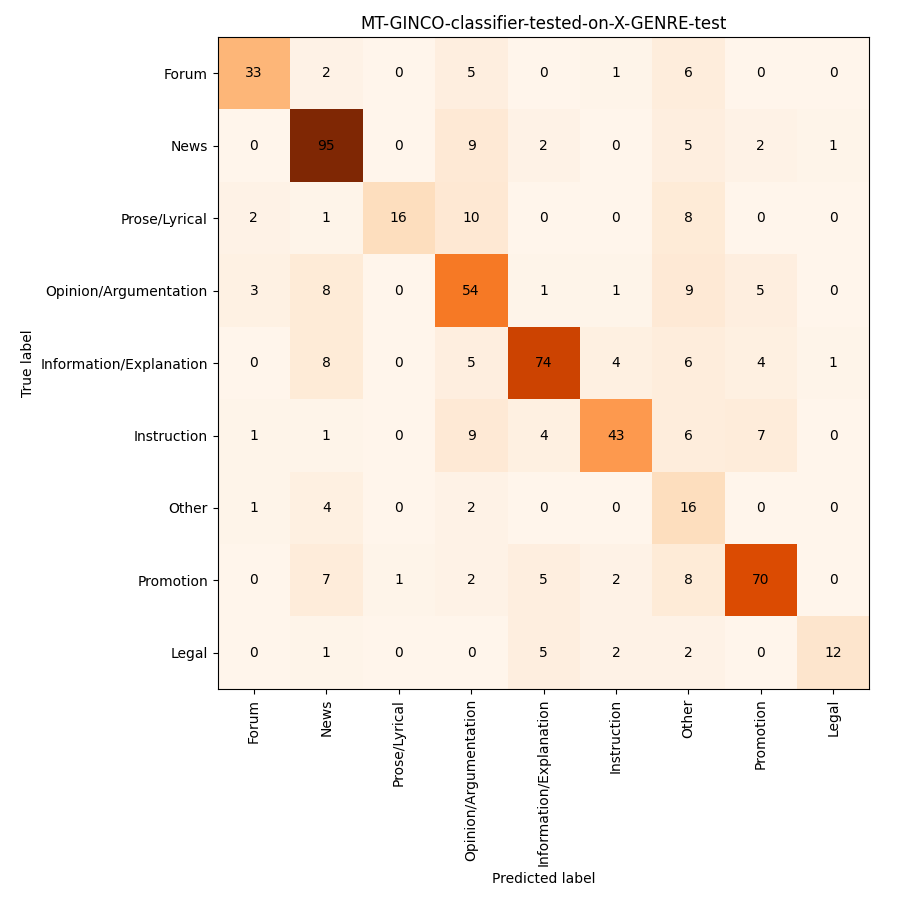 MT-GINCO-classifier-tested-on-X-GENRE-test
True label
Forum 33 2 0 5 0 1 6 0 0
News 0 95 0 9 2 0 5 2 1
Prose/Lyrical 2 1 16 10 0 0 8 0 0
Opinion/Argumentation 3 8 0 54 1 1 9 5 0
Information/Explanation 0 8 0 5 74 4 6 4 1
Instruction 1 1 0 9 4 43 6 7 0
Other 1 4 0 2 0 0 16 0 0
Promotion 0 7 1 2 5 2 8 70 0
Legal 0 1 0 0 5 2 2 0 12
Forum
News
Prose/Lyrical
Opinion/Argumentation
Information/Explanation
Instruction
Other
Promotion
Legal
Predicted label